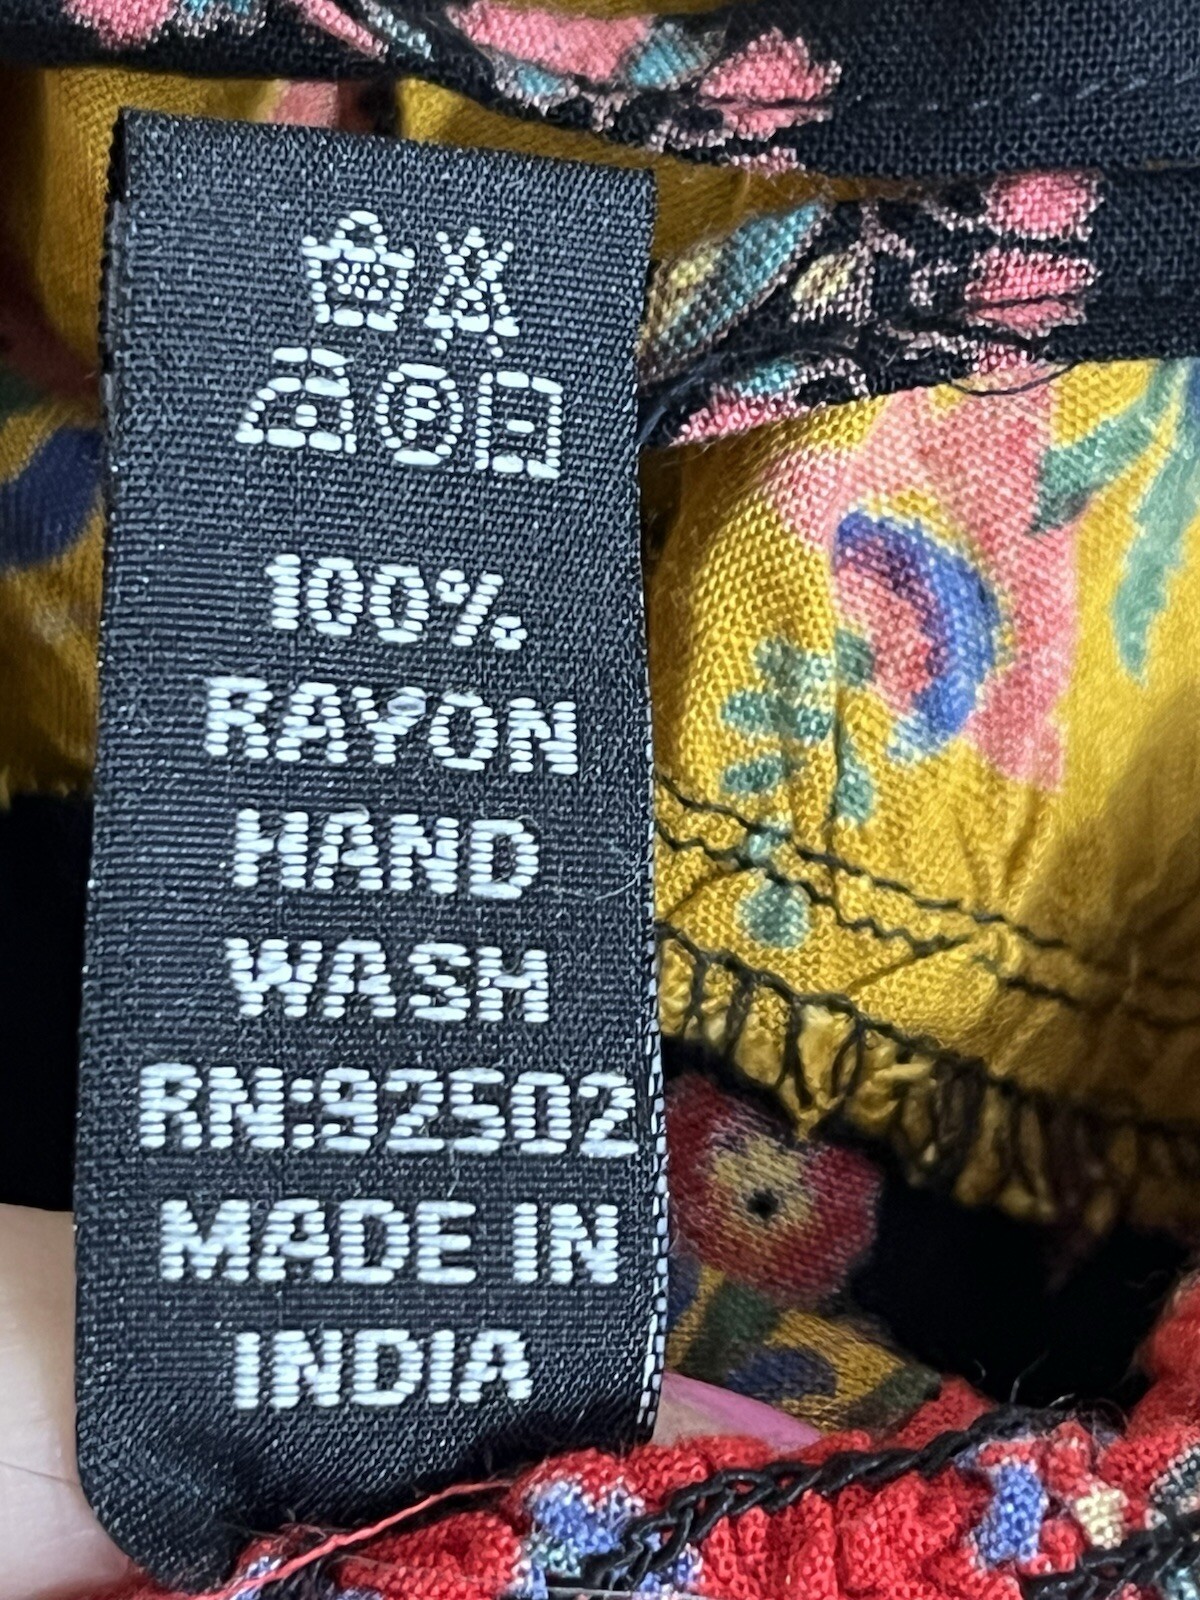 100%
RAYON
HAND
WASH
RN:92502
MADE IN
INDIA